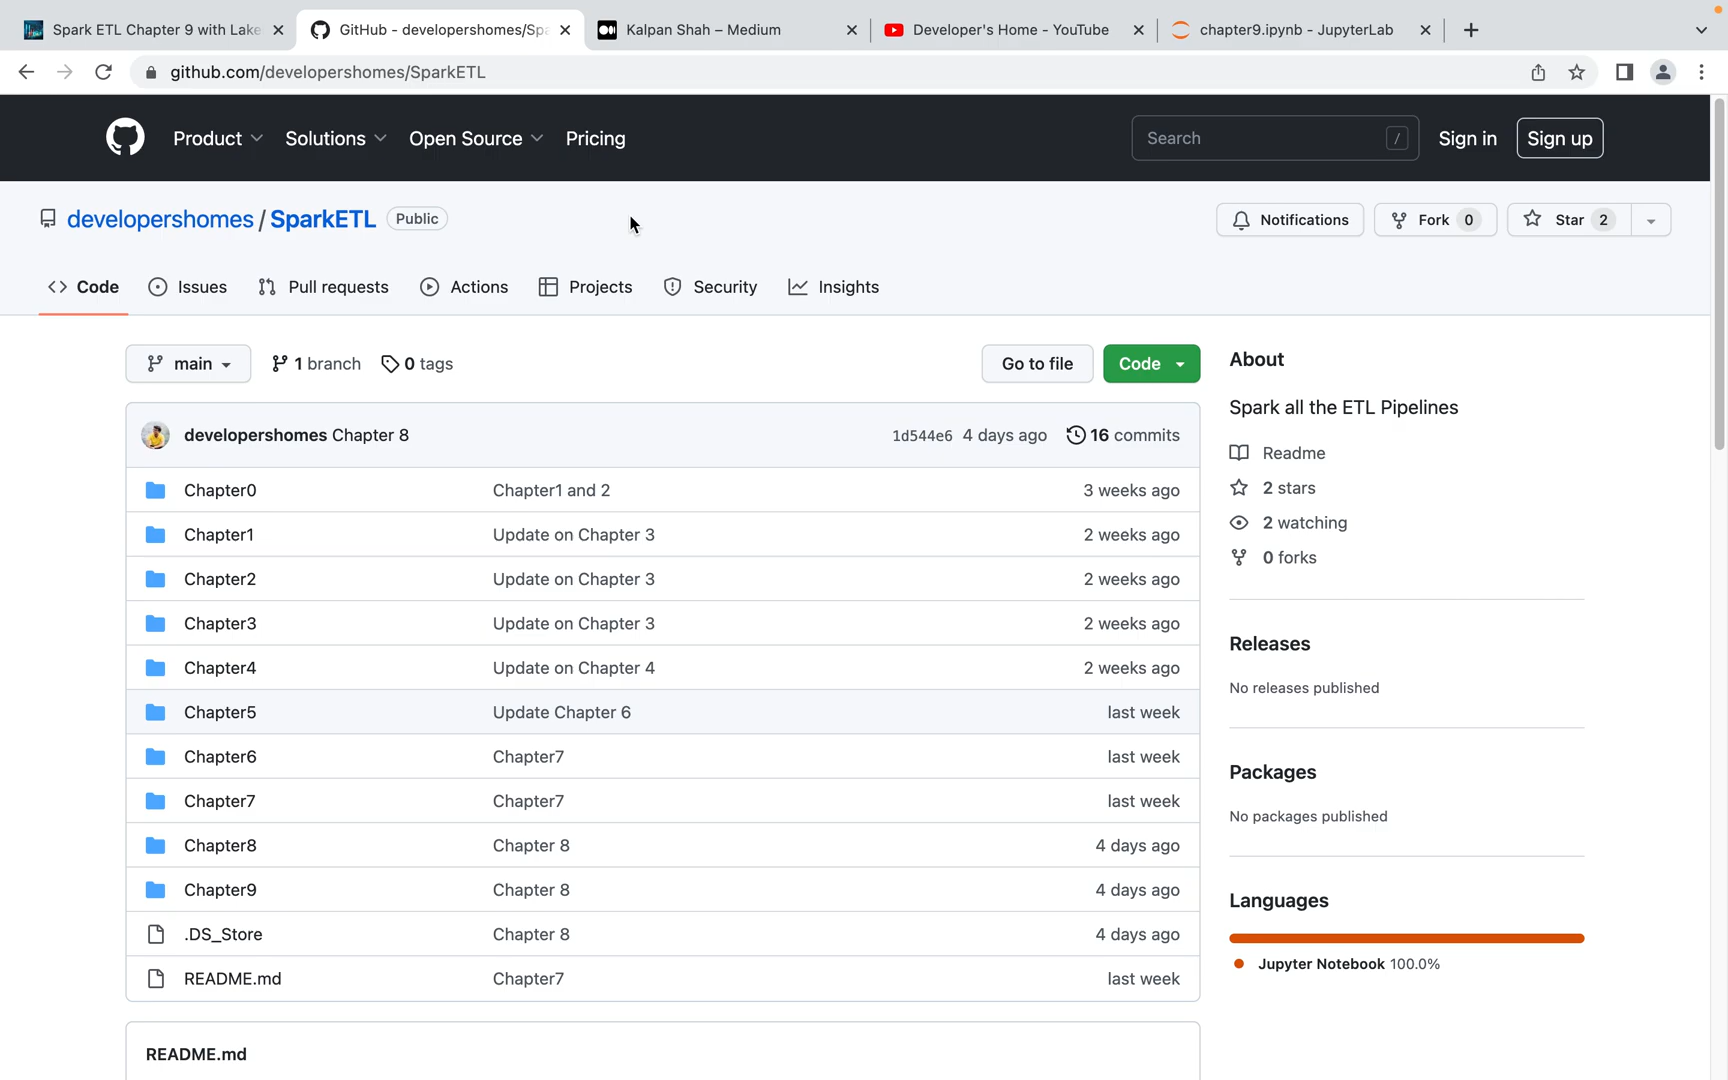 Spark ETL Chapter 9 with Lake
GitHub - developershomes/Spa
Kalpan Shah – Medium
Developer's Home - YouTube
chapter9.ipynb - JupyterLab
github.com/developershomes/SparkETL
Product
Solutions
Open Source
Pricing
Search /
Sign in
Sign up
developershomes / SparkETL Public
Notifications
Fork 0
Star 2
Code
Issues
Pull requests
Actions
Projects
Security
Insights
main
1 branch
0 tags
Go to file
Code
developershomes Chapter 8 1d544e6 4 days ago 16 commits
Chapter0 Chapter1 and 2 3 weeks ago
Chapter1 Update on Chapter 3 2 weeks ago
Chapter2 Update on Chapter 3 2 weeks ago
Chapter3 Update on Chapter 3 2 weeks ago
Chapter4 Update on Chapter 4 2 weeks ago
Chapter5 Update Chapter 6 last week
Chapter6 Chapter7 last week
Chapter7 Chapter7 last week
Chapter8 Chapter 8 4 days ago
Chapter9 Chapter 8 4 days ago
.DS_Store Chapter 8 4 days ago
README.md Chapter7 last week
README.md
About
Spark all the ETL Pipelines
Readme
2 stars
2 watching
0 forks
Releases
No releases published
Packages
No packages published
Languages
Jupyter Notebook 100.0%